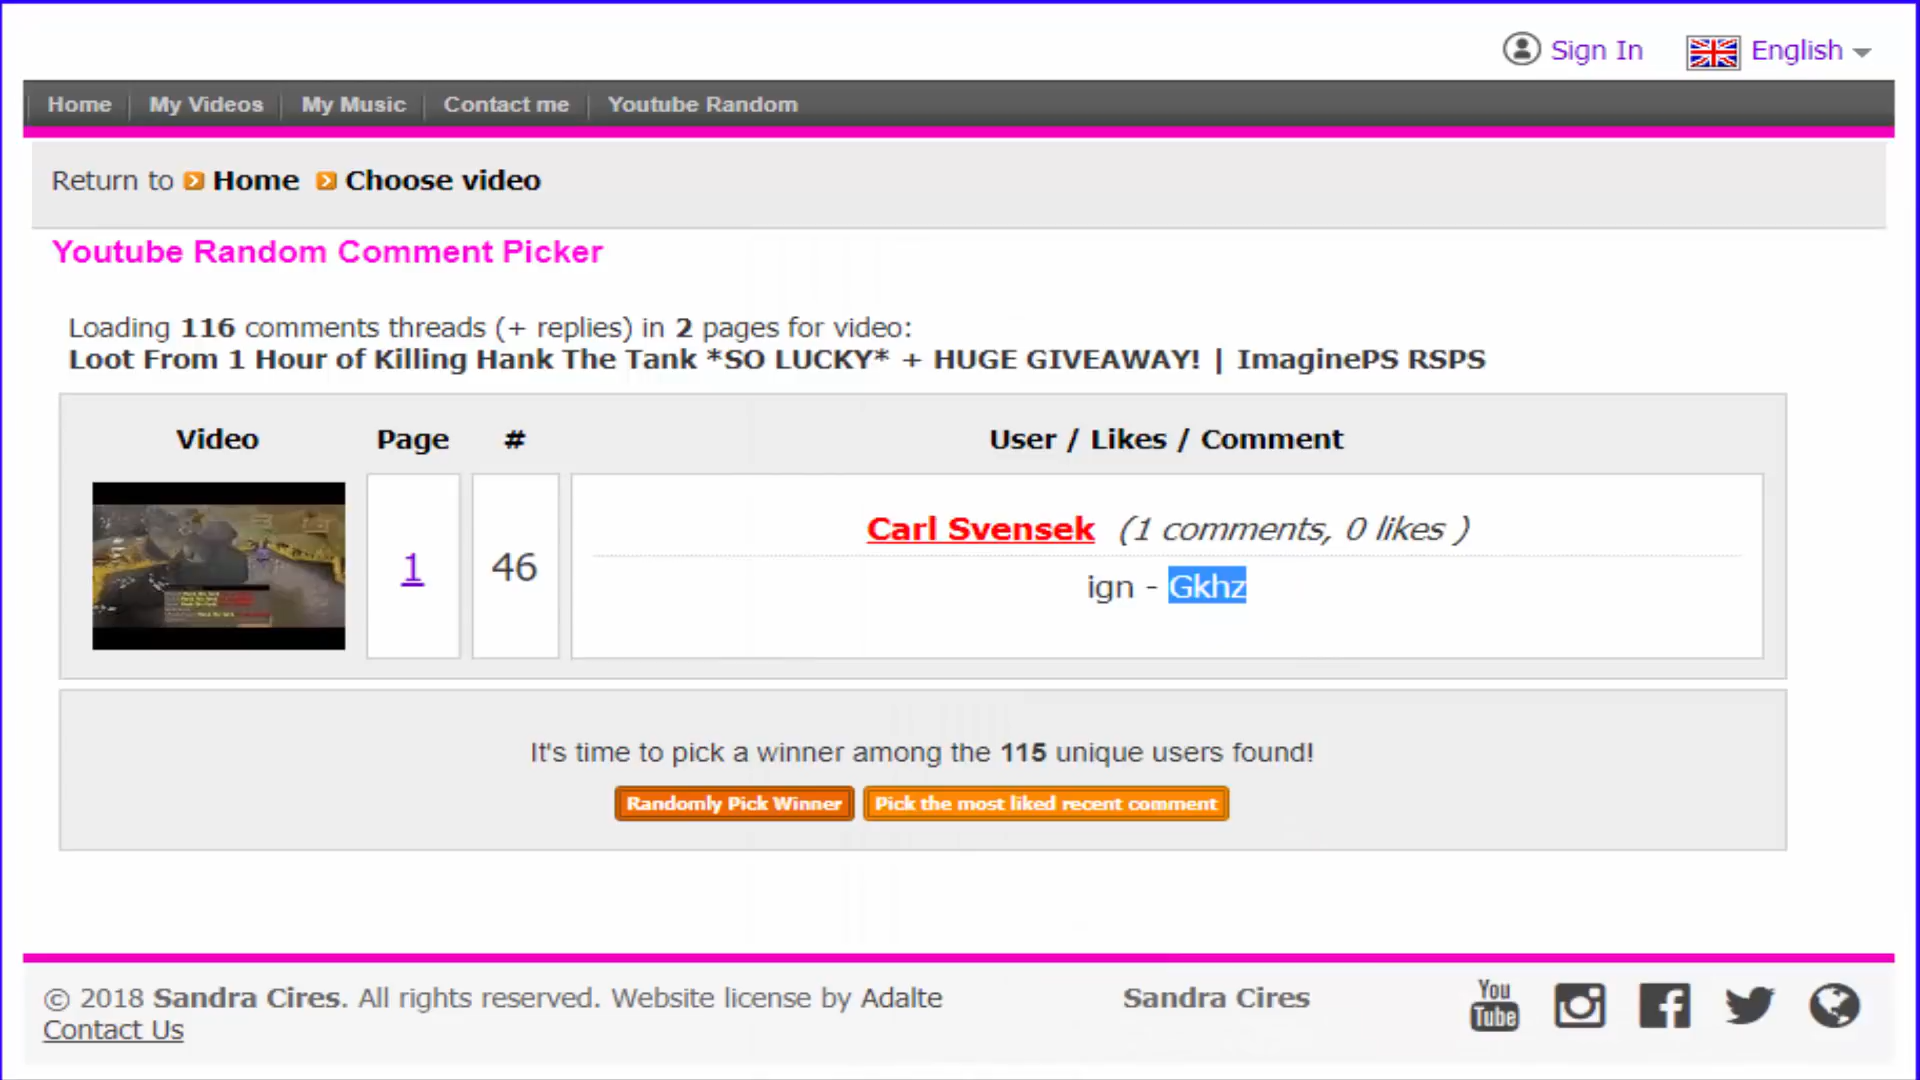 Sign In English
Home My Videos My Music Contact me Youtube Random
Return to Home Choose video
Youtube Random Comment Picker
Loading 116 comments threads (+ replies) in 2 pages for video:
Loot From 1 Hour of Killing Hank The Tank *SO LUCKY* + HUGE GIVEAWAY! | ImaginePS RSPS
Video Page # User / Likes / Comment
1 46 Carl Svensek (1 comments, 0 likes )
ign - Gkhz
It's time to pick a winner among the 115 unique users found!
Randomly Pick Winner Pick the most liked recent comment
© 2018 Sandra Cires. All rights reserved. Website license by Adalte
Contact Us
Sandra Cires
You
Tube